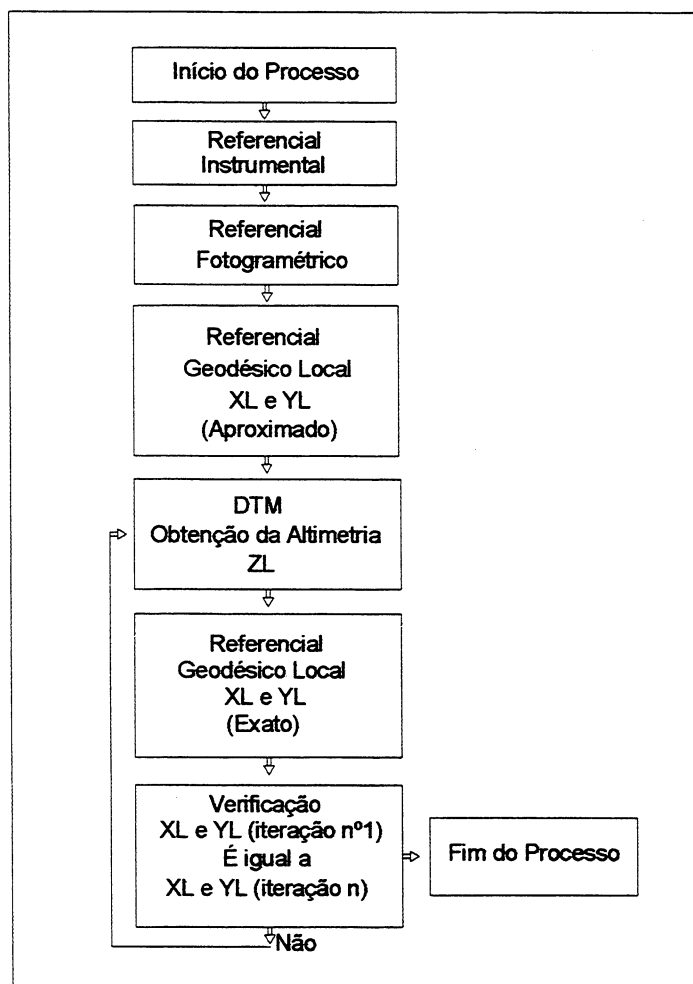 Início do Processo
Referencial
Instrumental
Referencial
Fotogramétrico
Referencial
Geodésico Local
XL e YL
(Aproximado)
DTM
Obtenção da Altimetria
ZL
Referencial
Geodésico Local
XL e YL
(Exato)
Verificação
XL e YL (iteração nº1)
É igual a
XL e YL (iteração n)
Fim do Processo
Não